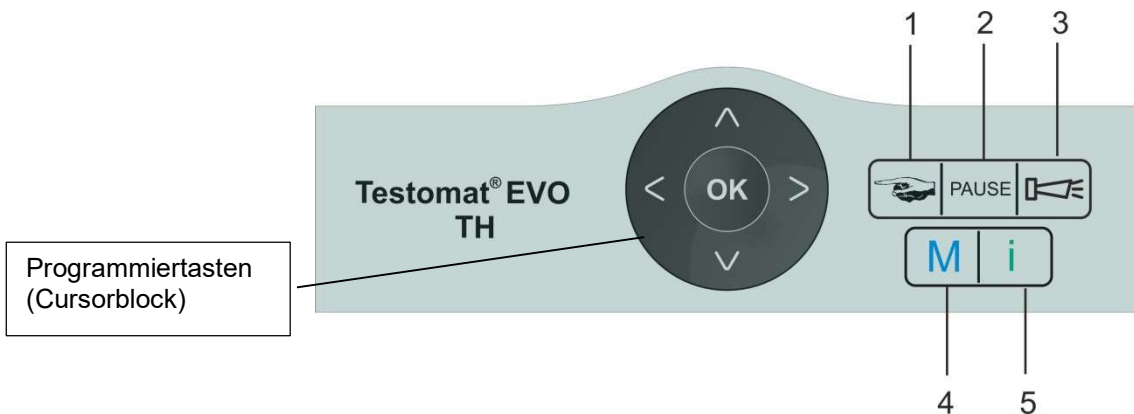 1 2 3
Testomat® EVO
TH
OK
PAUSE
M i
Programmiertasten
(Cursorblock)
4 5